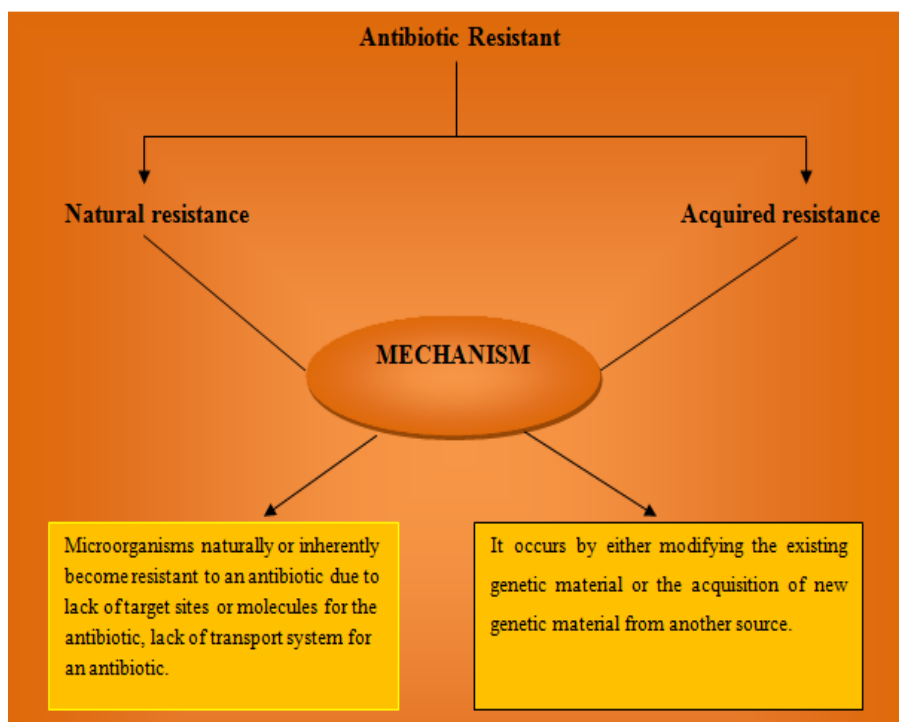 Antibiotic Resistant
Natural resistance
Acquired resistance
MECHANISM
Microorganisms naturally or inherently
become resistant to an antibiotic due to
lack of target sites or molecules for the
antibiotic, lack of transport system for
an antibiotic.
It occurs by either modifying the existing
genetic material or the acquisition of new
genetic material from another source.